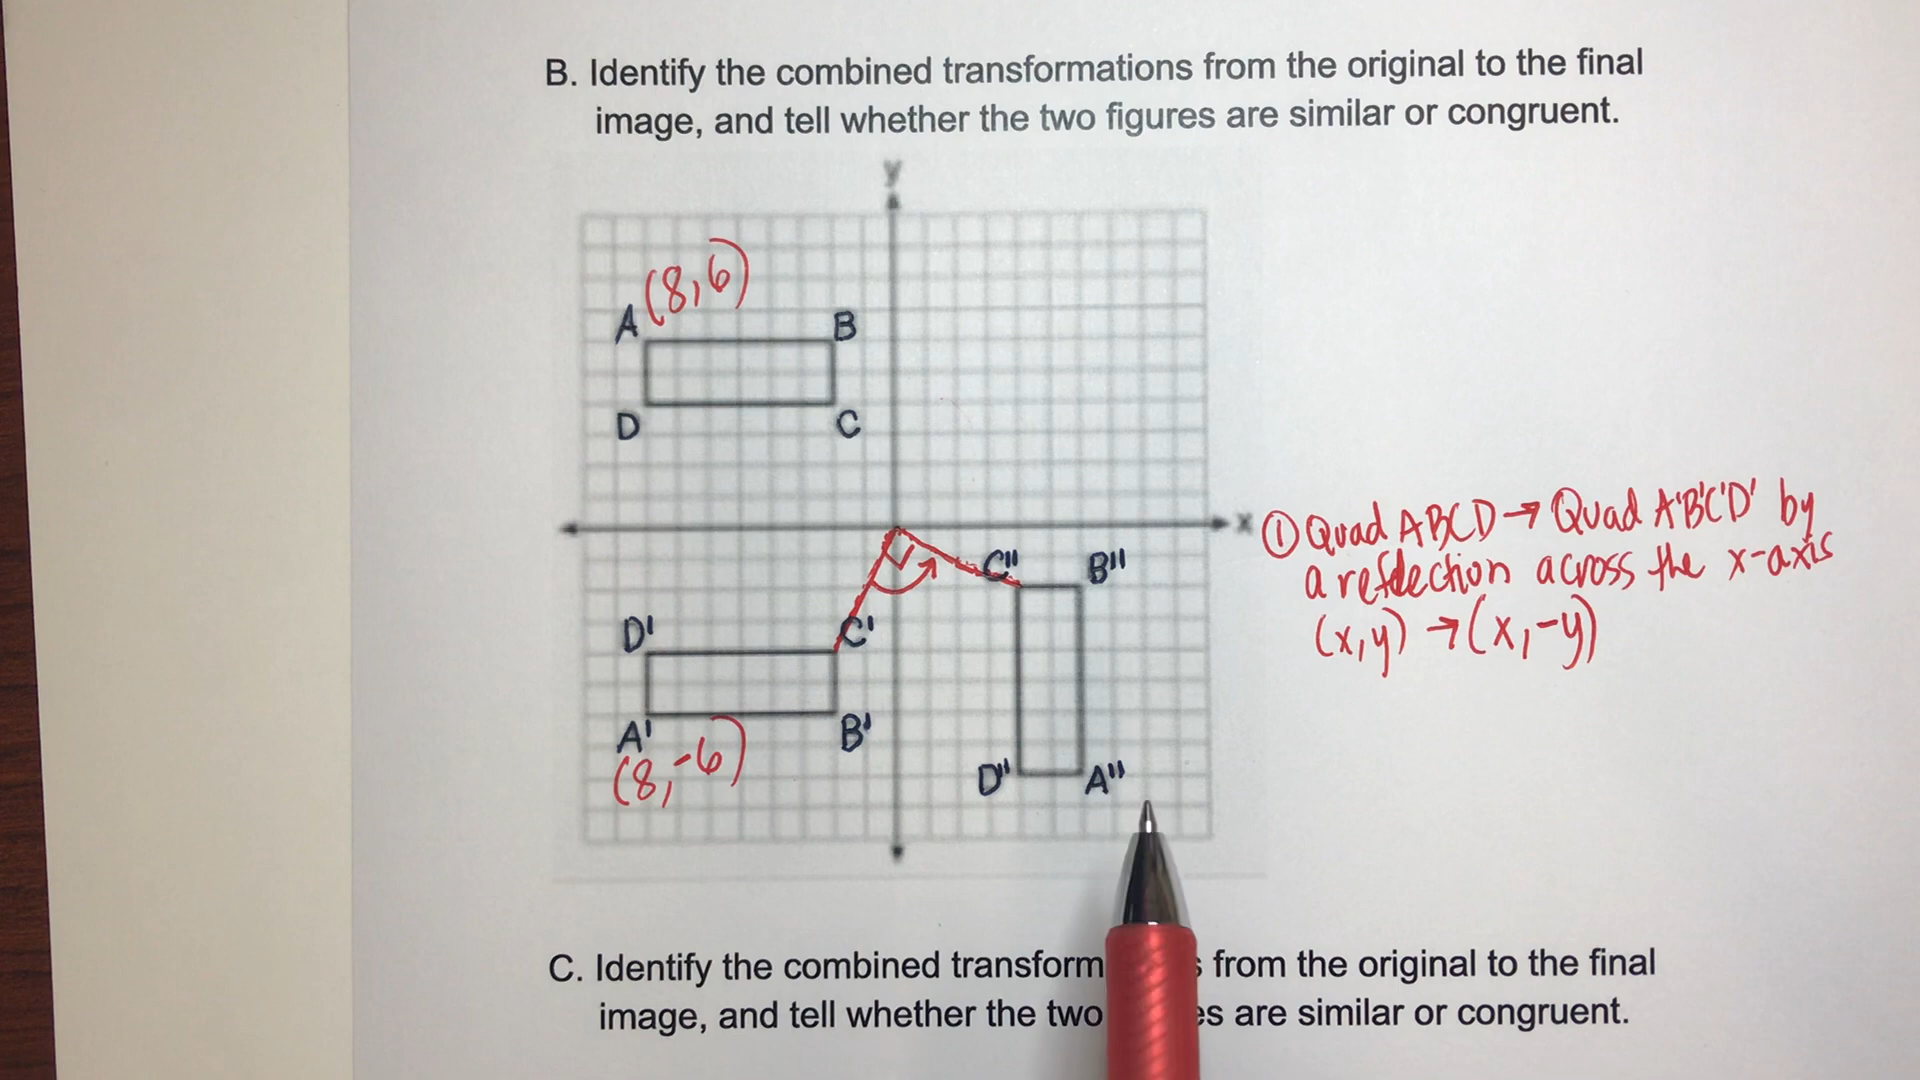 B. Identify the combined transformations from the original to the final
image, and tell whether the two figures are similar or congruent.
y
A (8,6)
B
D
C
x
① Quad ABCD → Quad A'B'C'D' by
a refdection across the x-axis
(x,y) → (x,-y)
C"
B"
D'
C'
A'
B'
(8,-6)
D"
A"
C. Identify the combined transform from the original to the final
image, and tell whether the two are similar or congruent.